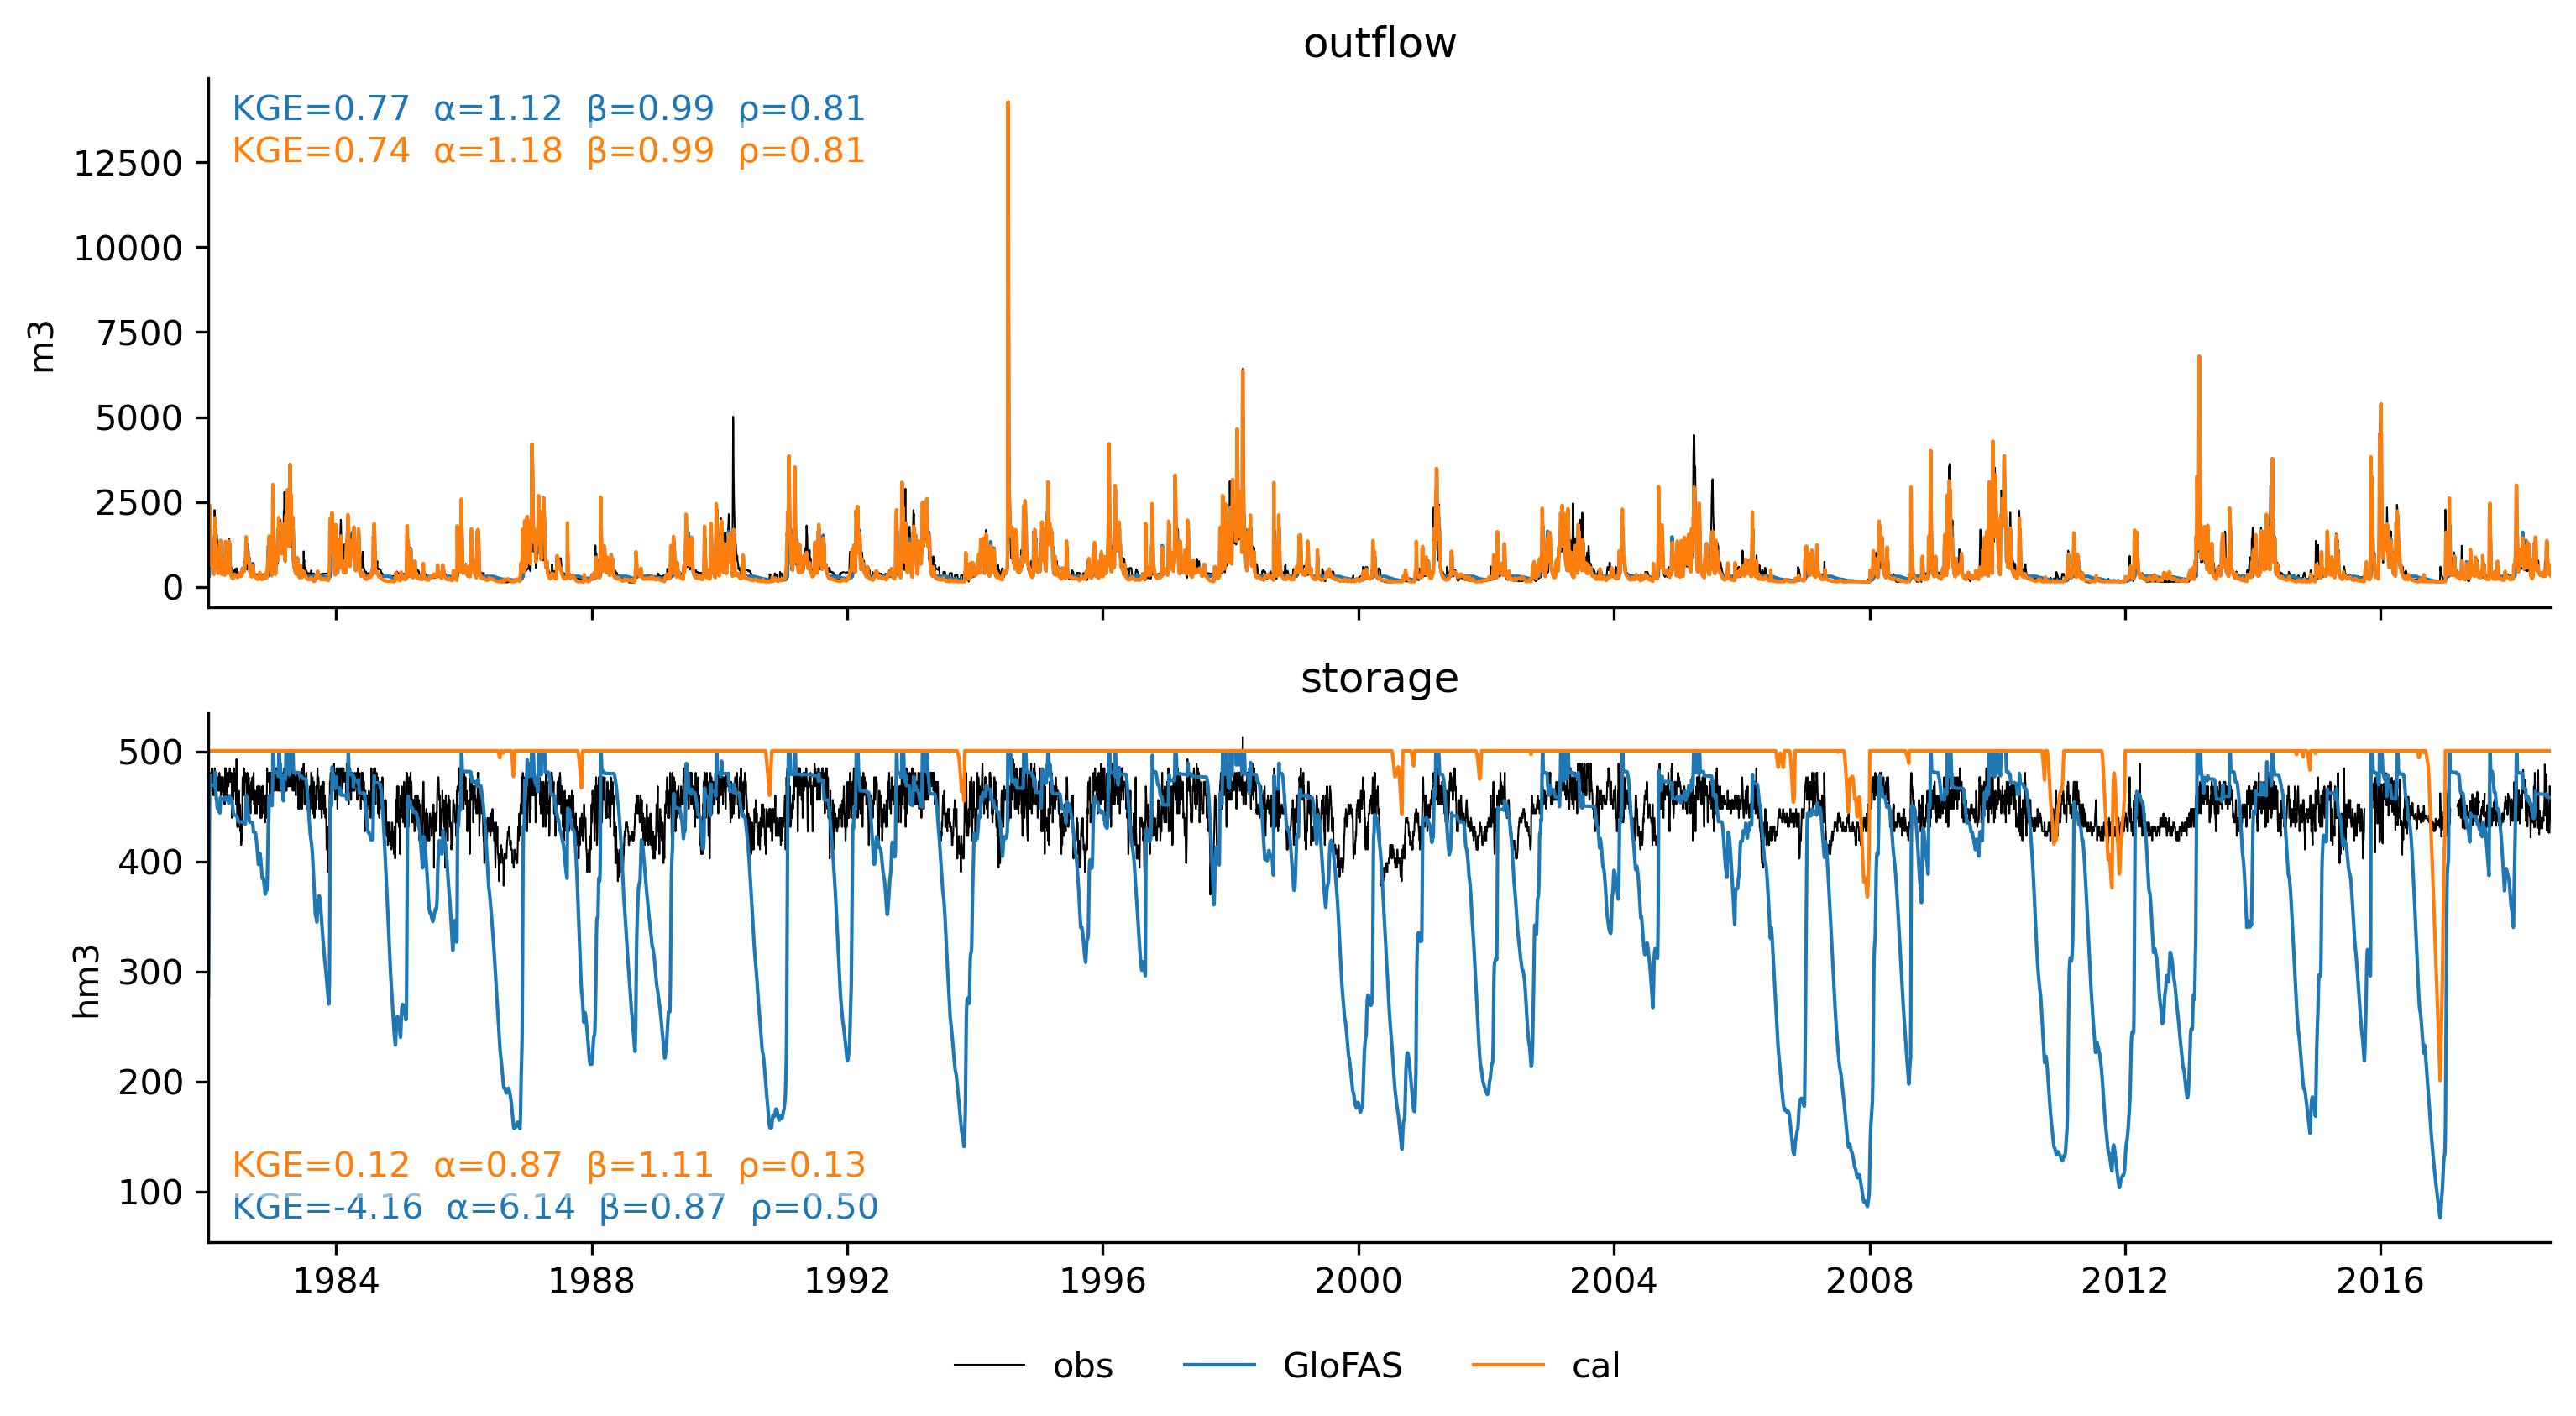 outflow
KGE=0.77 α=1.12 β=0.99 ρ=0.81
KGE=0.74 α=1.18 β=0.99 ρ=0.81
12500
10000
7500
5000
2500
0
m3
storage
500
400
300
200
100
hm3
KGE=0.12 α=0.87 β=1.11 ρ=0.13
KGE=-4.16 α=6.14 β=0.87 ρ=0.50
1984 1988 1992 1996 2000 2004 2008 2012 2016
obs GloFAS cal